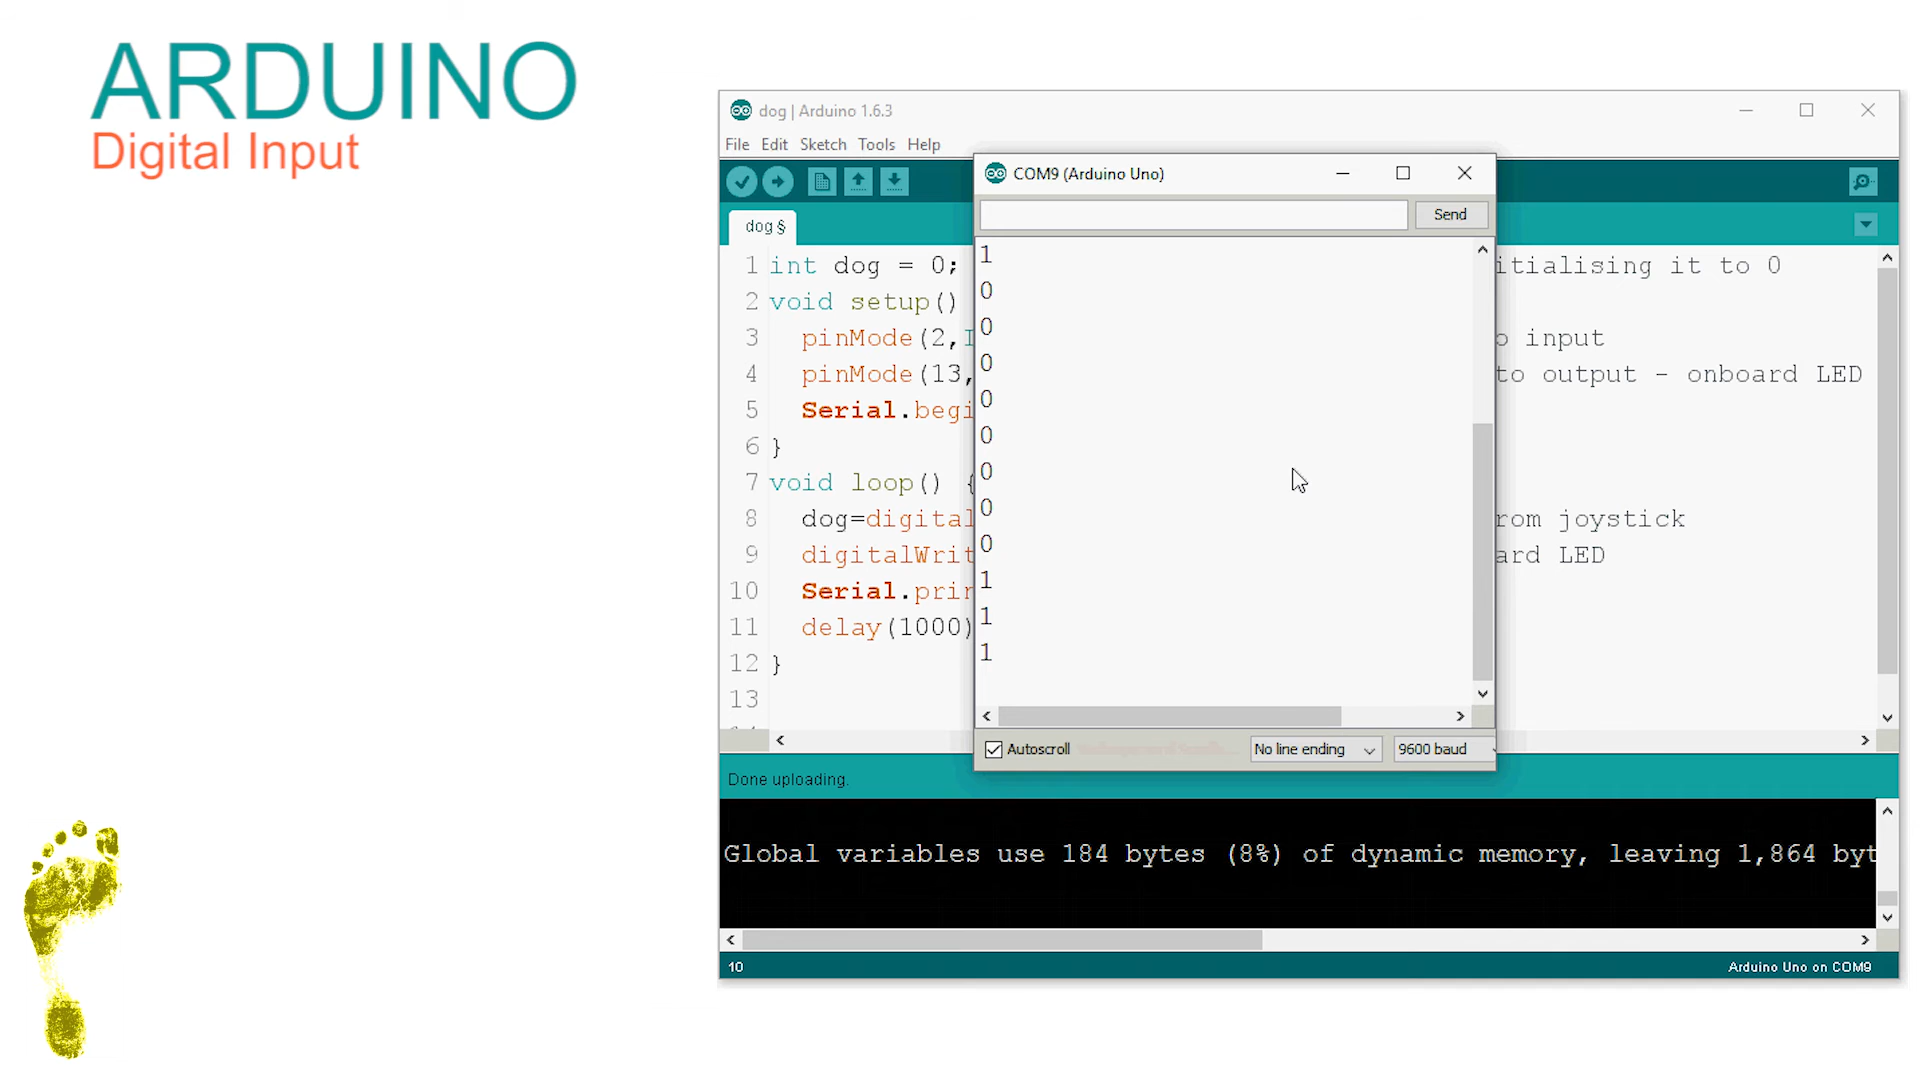 ARDUINO
Digital Input
dog | Arduino 1.6.3
File Edit Sketch Tools Help
COM9 (Arduino Uno)
Send
dog §
1 int dog = 0; itialising it to 0
2 void setup()
3 pinMode(2, input
4 pinMode(13, to output - onboard LED
5 Serial.begi
6 }
7 void loop() {
8 dog=digital rom joystick
9 digitalWrit ard LED
10 Serial.prin
11 delay(1000)
12 }
13
1
0
0
0
0
0
0
0
0
1
1
1
Autoscroll No line ending 9600 baud
Done uploading.
Global variables use 184 bytes (8%) of dynamic memory, leaving 1,864 byt
10 Arduino Uno on COM9